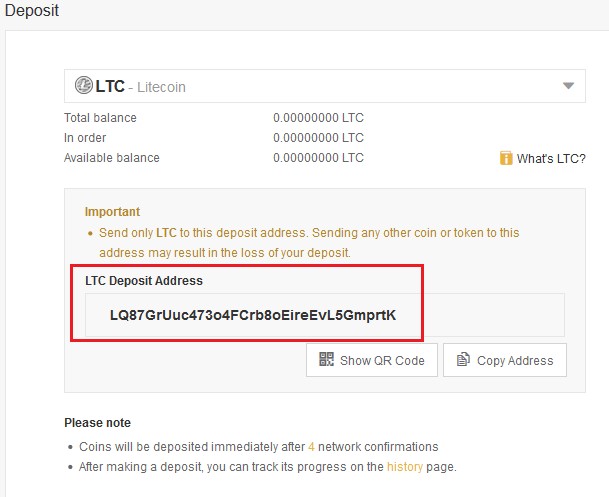 Deposit
LTC - Litecoin
Total balance 0.00000000 LTC
In order 0.00000000 LTC
Available balance 0.00000000 LTC
What's LTC?
Important
• Send only LTC to this deposit address. Sending any other coin or token to this
address may result in the loss of your deposit.
LTC Deposit Address
LQ87GrUuc473o4FCrb8oEireEvL5GmprtK
Show QR Code Copy Address
Please note
• Coins will be deposited immediately after 4 network confirmations
• After making a deposit, you can track its progress on the history page.